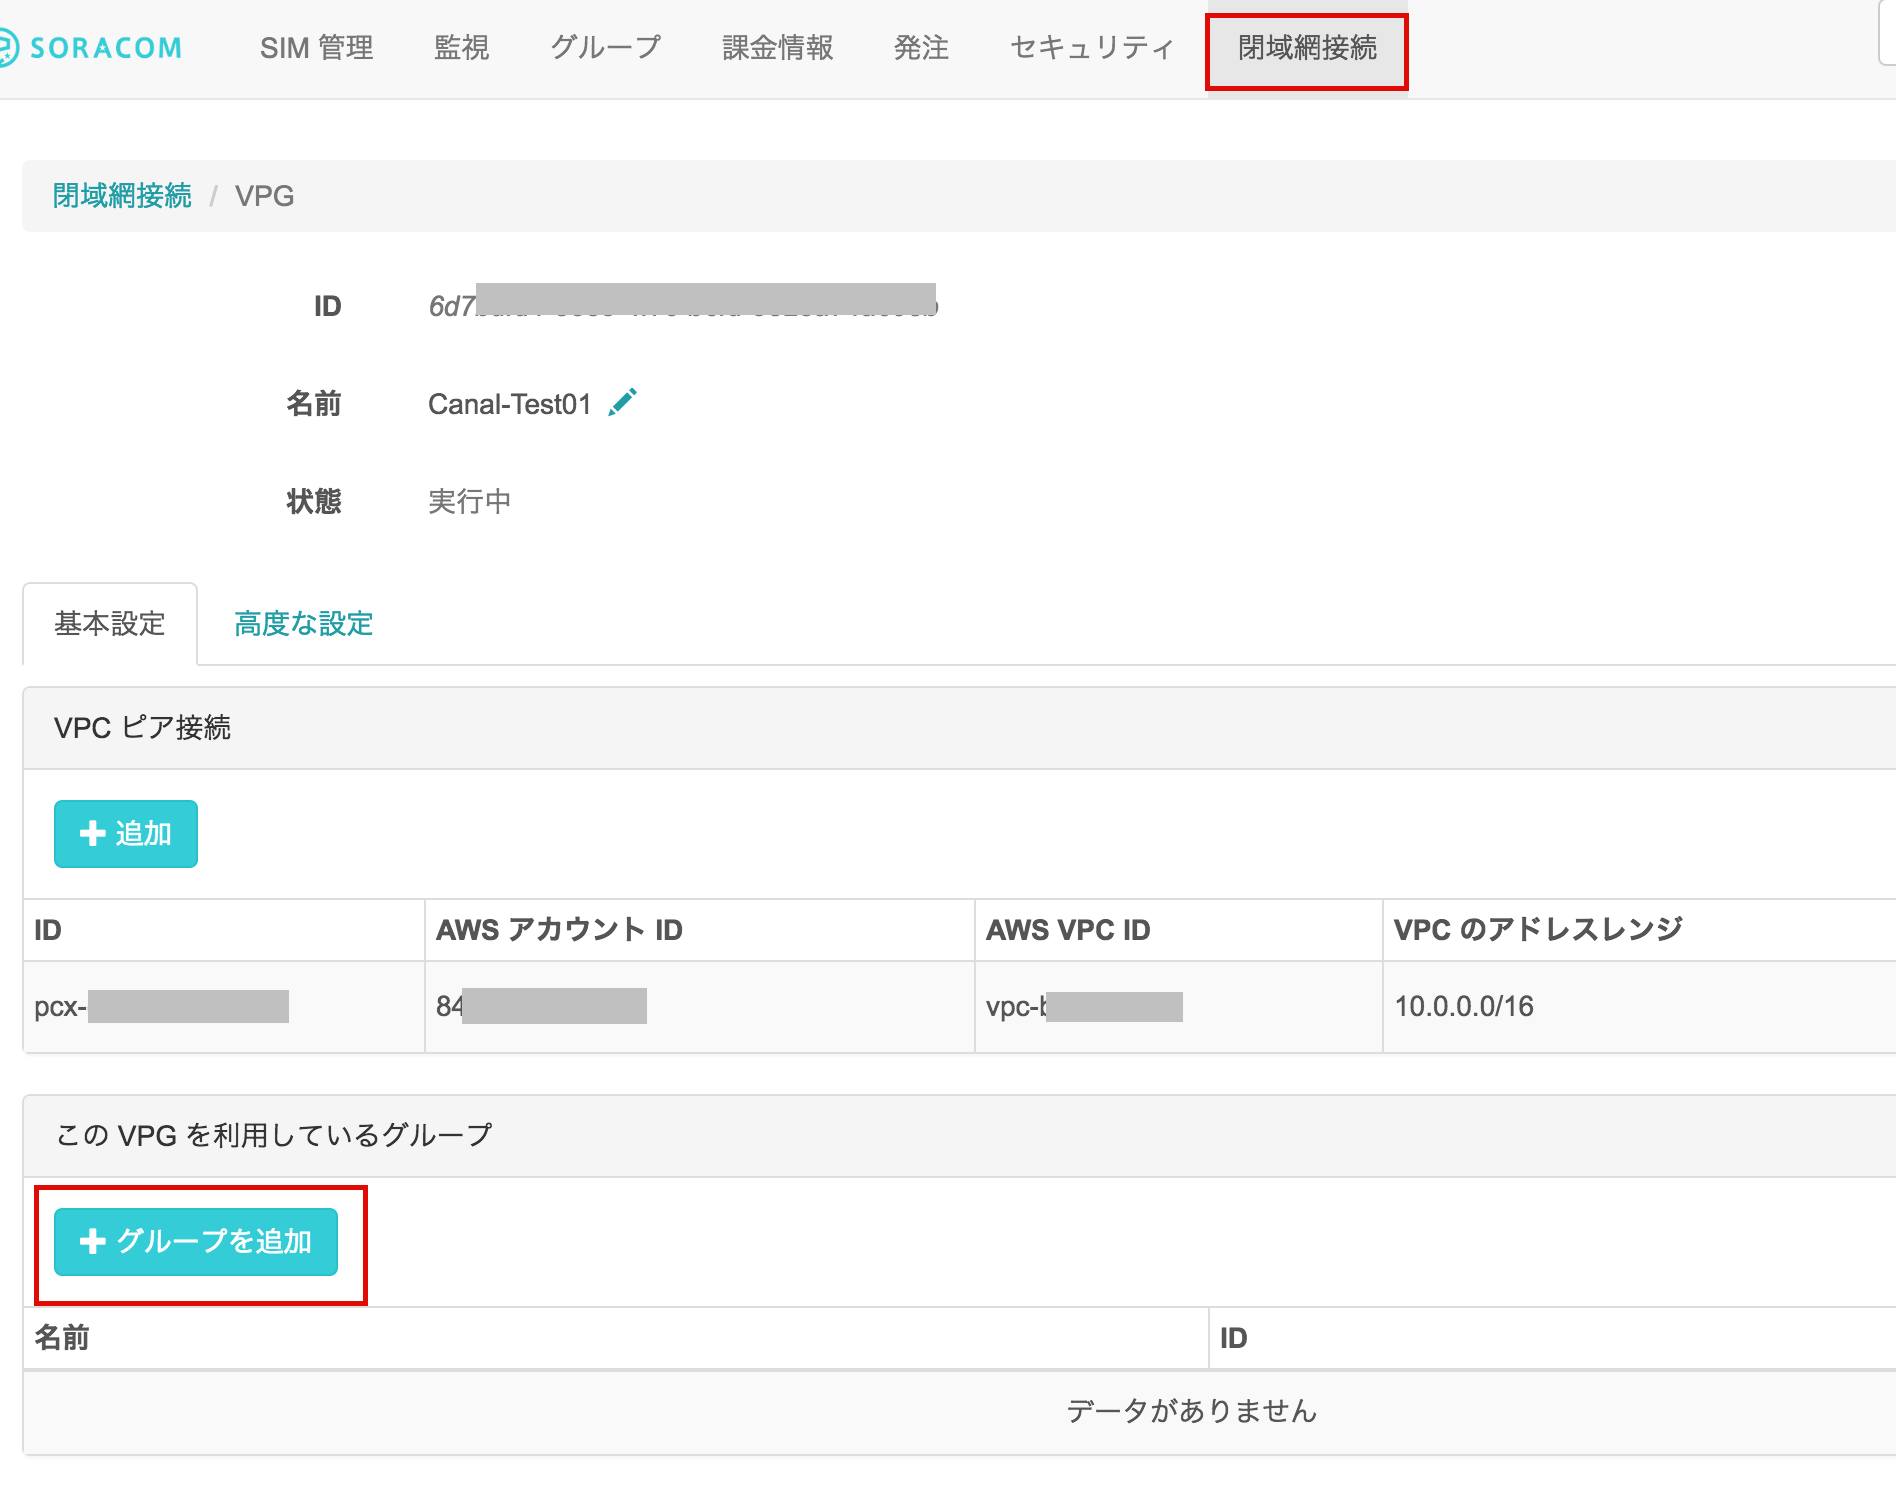 SORACOM SIM 管理 監視 グループ 課金情報 発注 セキュリティ 閉域網接続
閉域網接続 / VPG
ID 6d7
名前 Canal-Test01
状態 実行中
基本設定 高度な設定
VPC ピア接続
追加
ID AWS アカウント ID AWS VPC ID VPC のアドレスレンジ
pcx- 84 vpc- 10.0.0.0/16
この VPG を利用しているグループ
グループを追加
名前 ID
データがありません